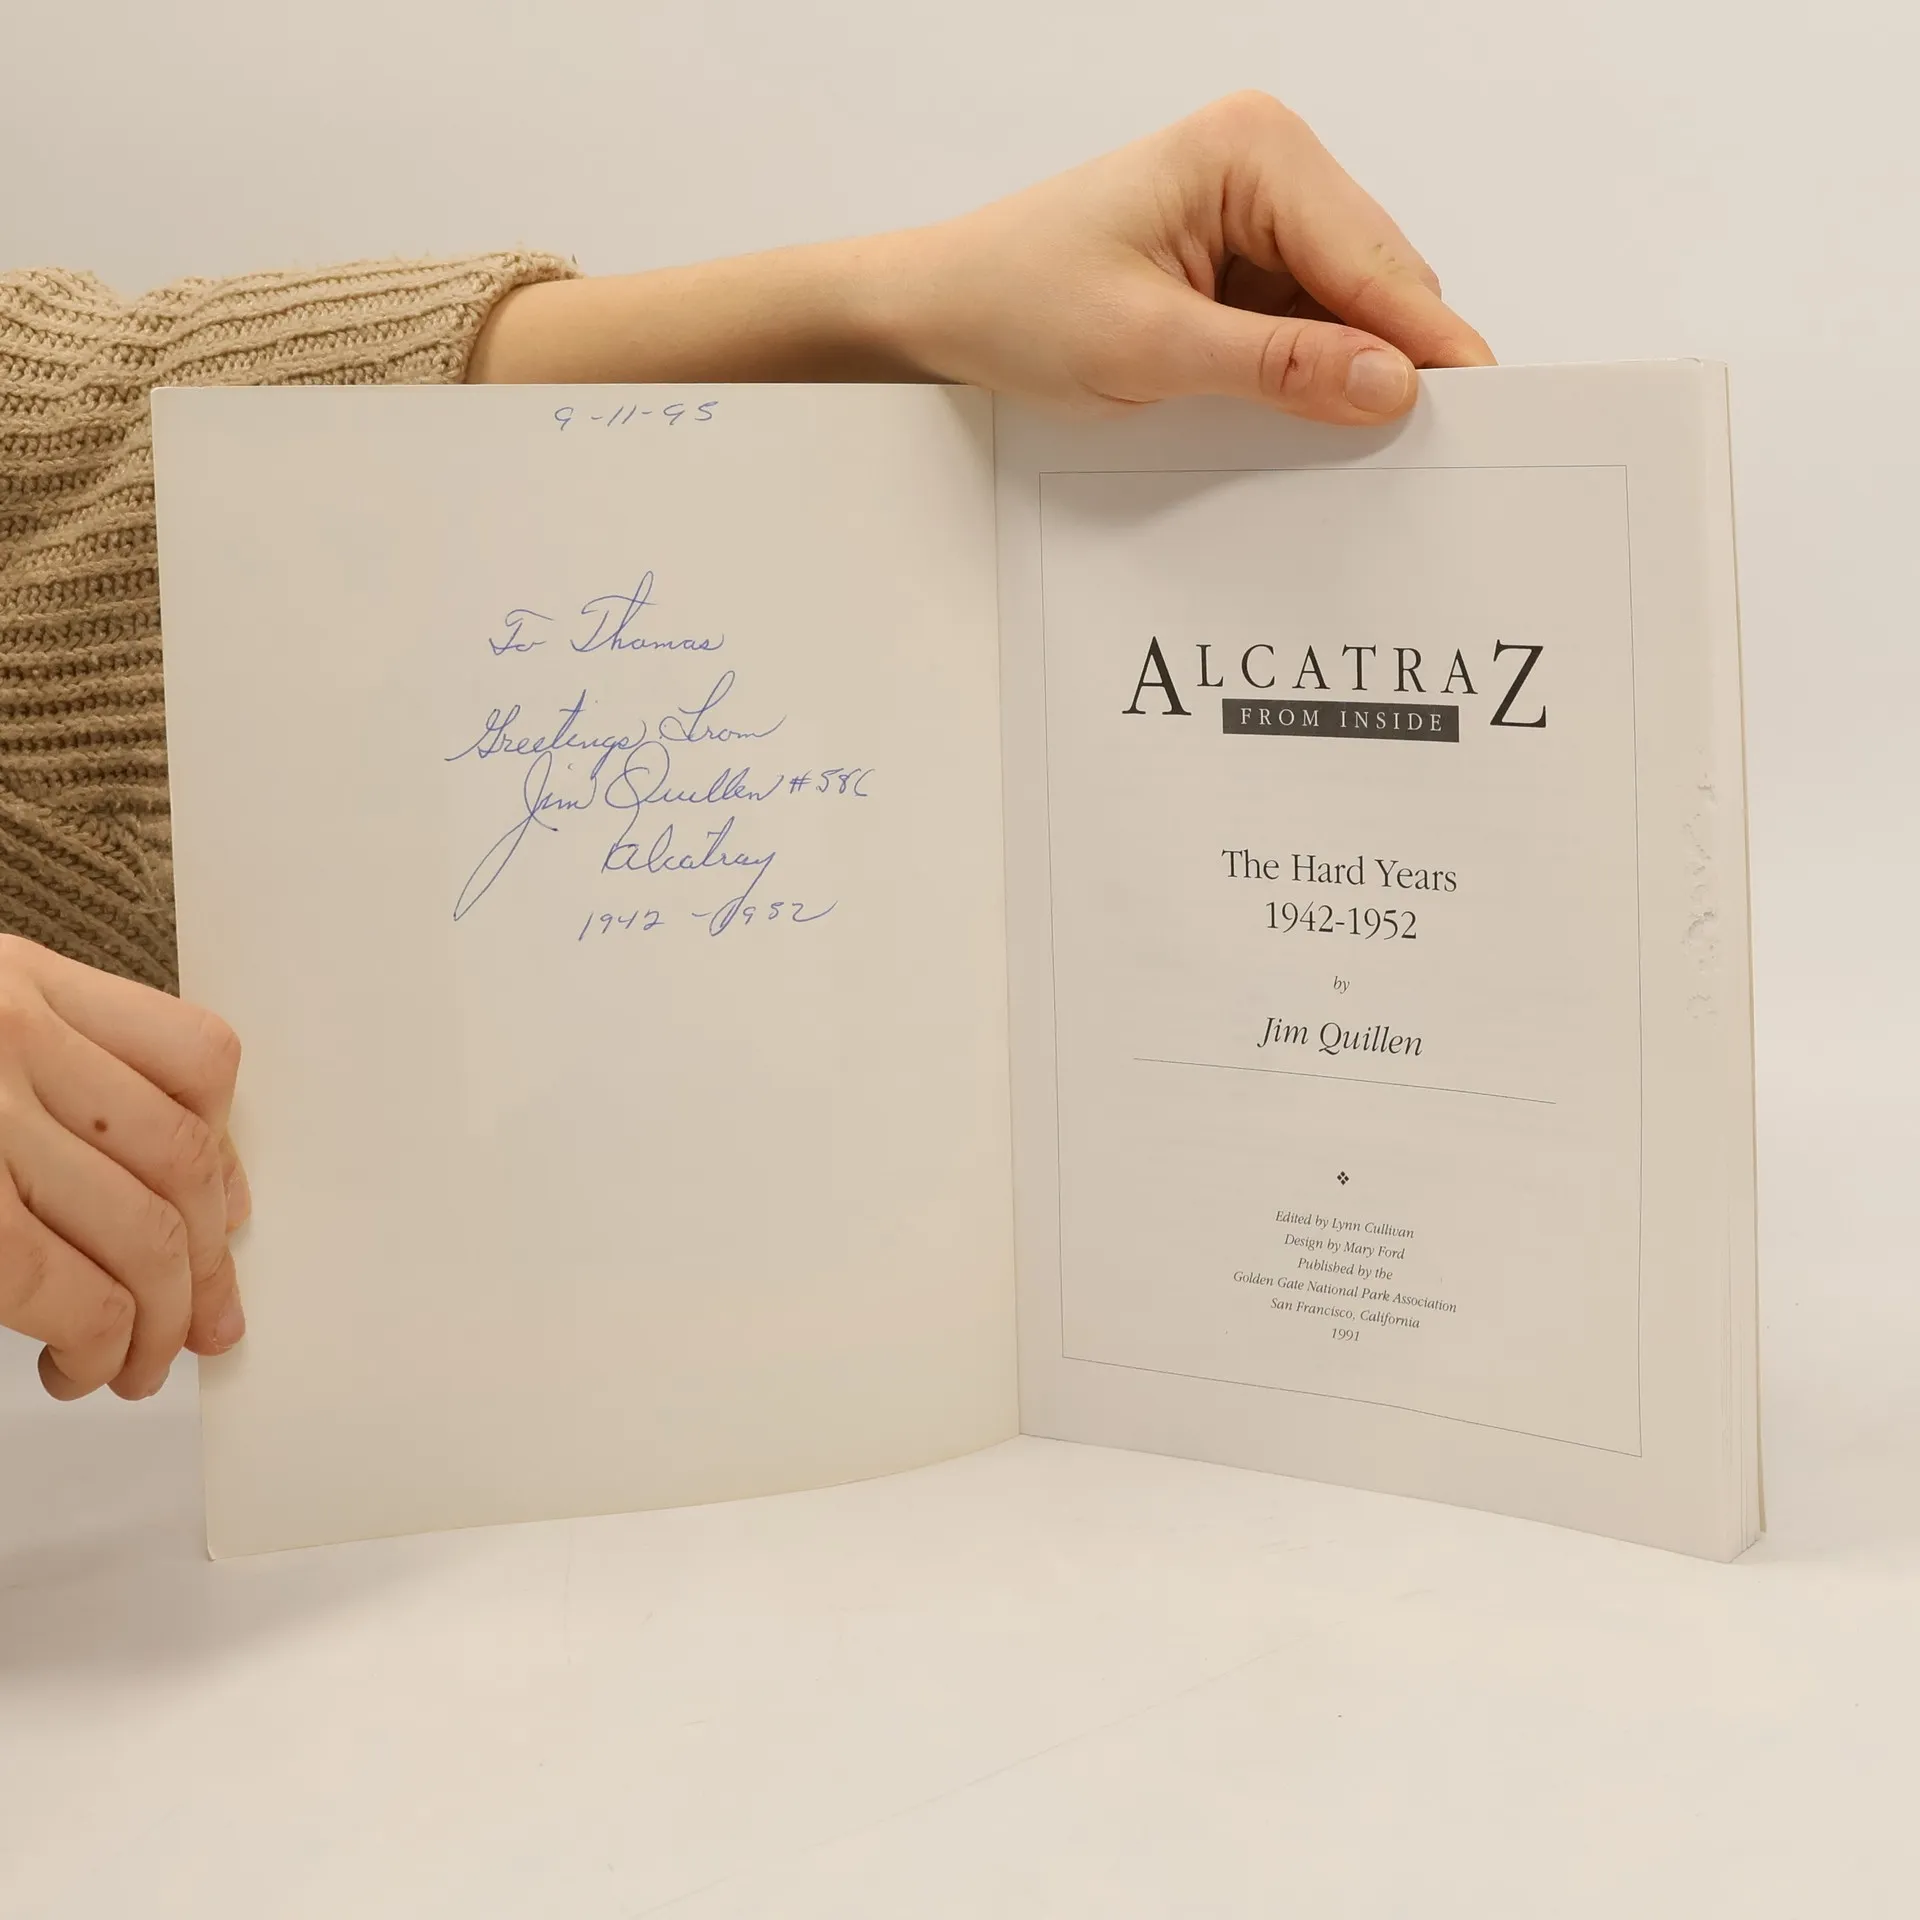 9-11-95
To Thomas
Greetings From
Jim Quillen #586
Alcatraz
1942-1952
ALCATRAZ
FROM INSIDE
The Hard Years
1942-1952
by
Jim Quillen
Edited by Lynn Cullivan
Design by Mary Ford
Published by the
Golden Gate National Park Association
San Francisco, California
1991